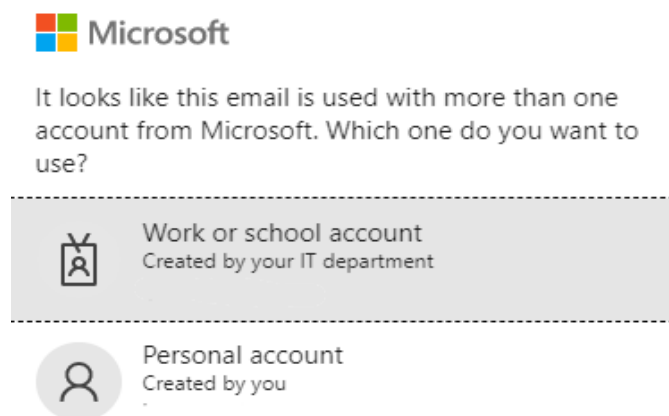 Microsoft
It looks like this email is used with more than one
account from Microsoft. Which one do you want to
use?
Work or school account
Created by your IT department
Personal account
Created by you